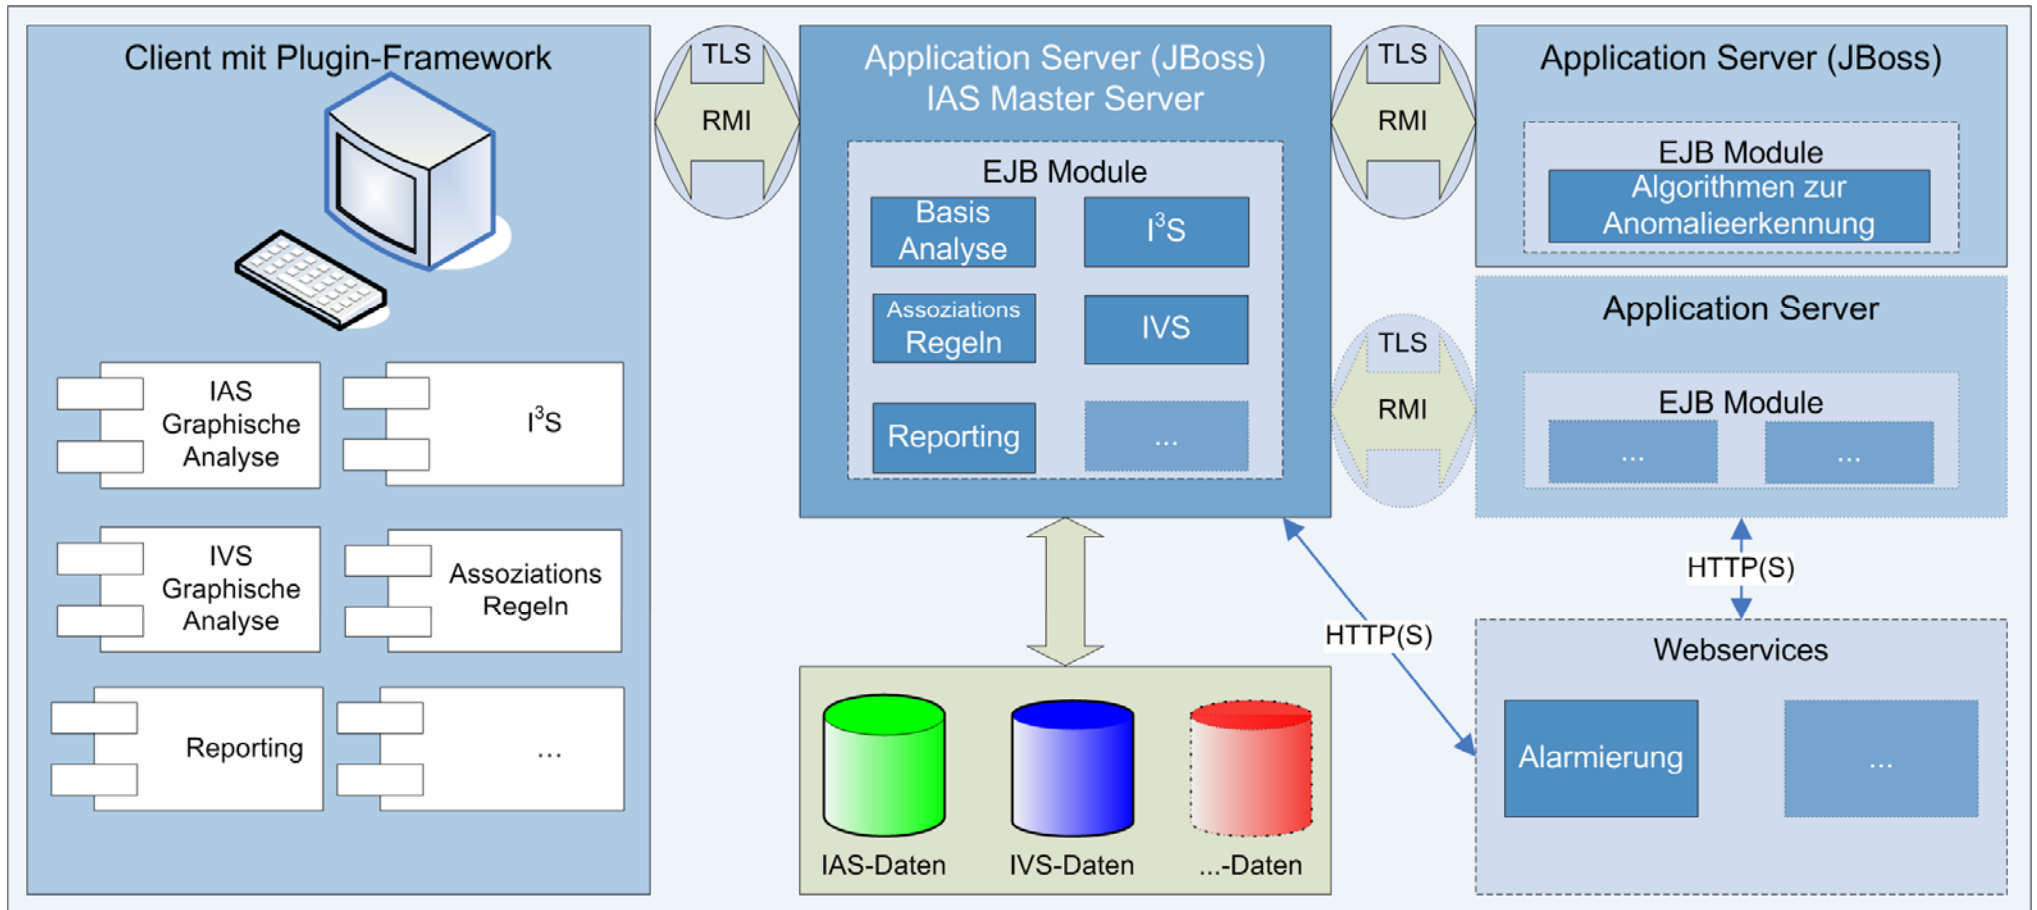 Client mit Plugin-Framework
IAS
Graphische
Analyse
I³S
IVS
Graphische
Analyse
Assoziations
Regeln
Reporting
...
TLS
RMI
Application Server (JBoss)
IAS Master Server
EJB Module
Basis
Analyse
I³S
Assoziations
Regeln
IVS
Reporting
...
IAS-Daten
IVS-Daten
...-Daten
TLS
RMI
TLS
RMI
HTTP(S)
Application Server (JBoss)
EJB Module
Algorithmen zur
Anomalieerkennung
Application Server
EJB Module
...
...
HTTP(S)
Webservices
Alarmierung
...